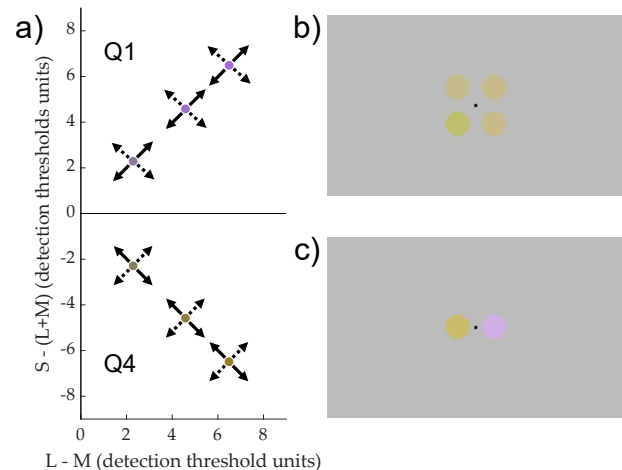 a)
8
6
4
2
0
-2
-4
-6
-8
Q1
Q4
S - (L+M) (detection thresholds units)
0 2 4 6 8
L - M (detection threshold units)
b)
c)